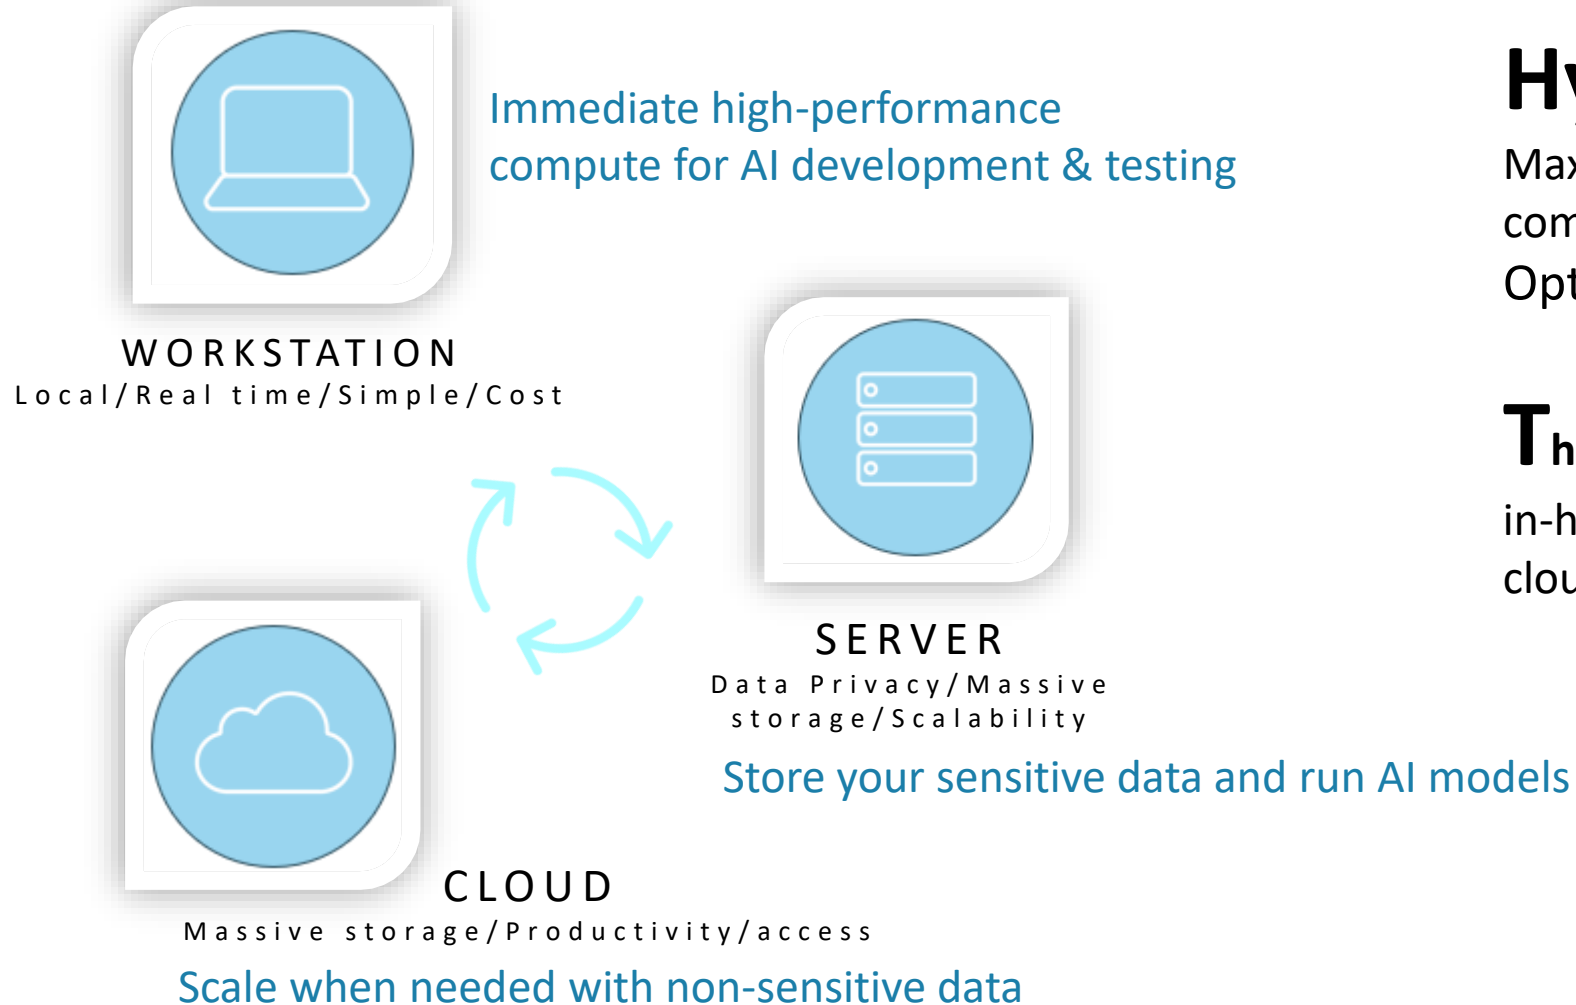 Immediate high-performance
compute for AI development & testing
WORKSTATION
Local/Real time/Simple/Cost
SERVER
Data Privacy/Massive
storage/Scalability
Store your sensitive data and run AI models
CLOUD
Massive storage/Productivity/access
Scale when needed with non-sensitive data